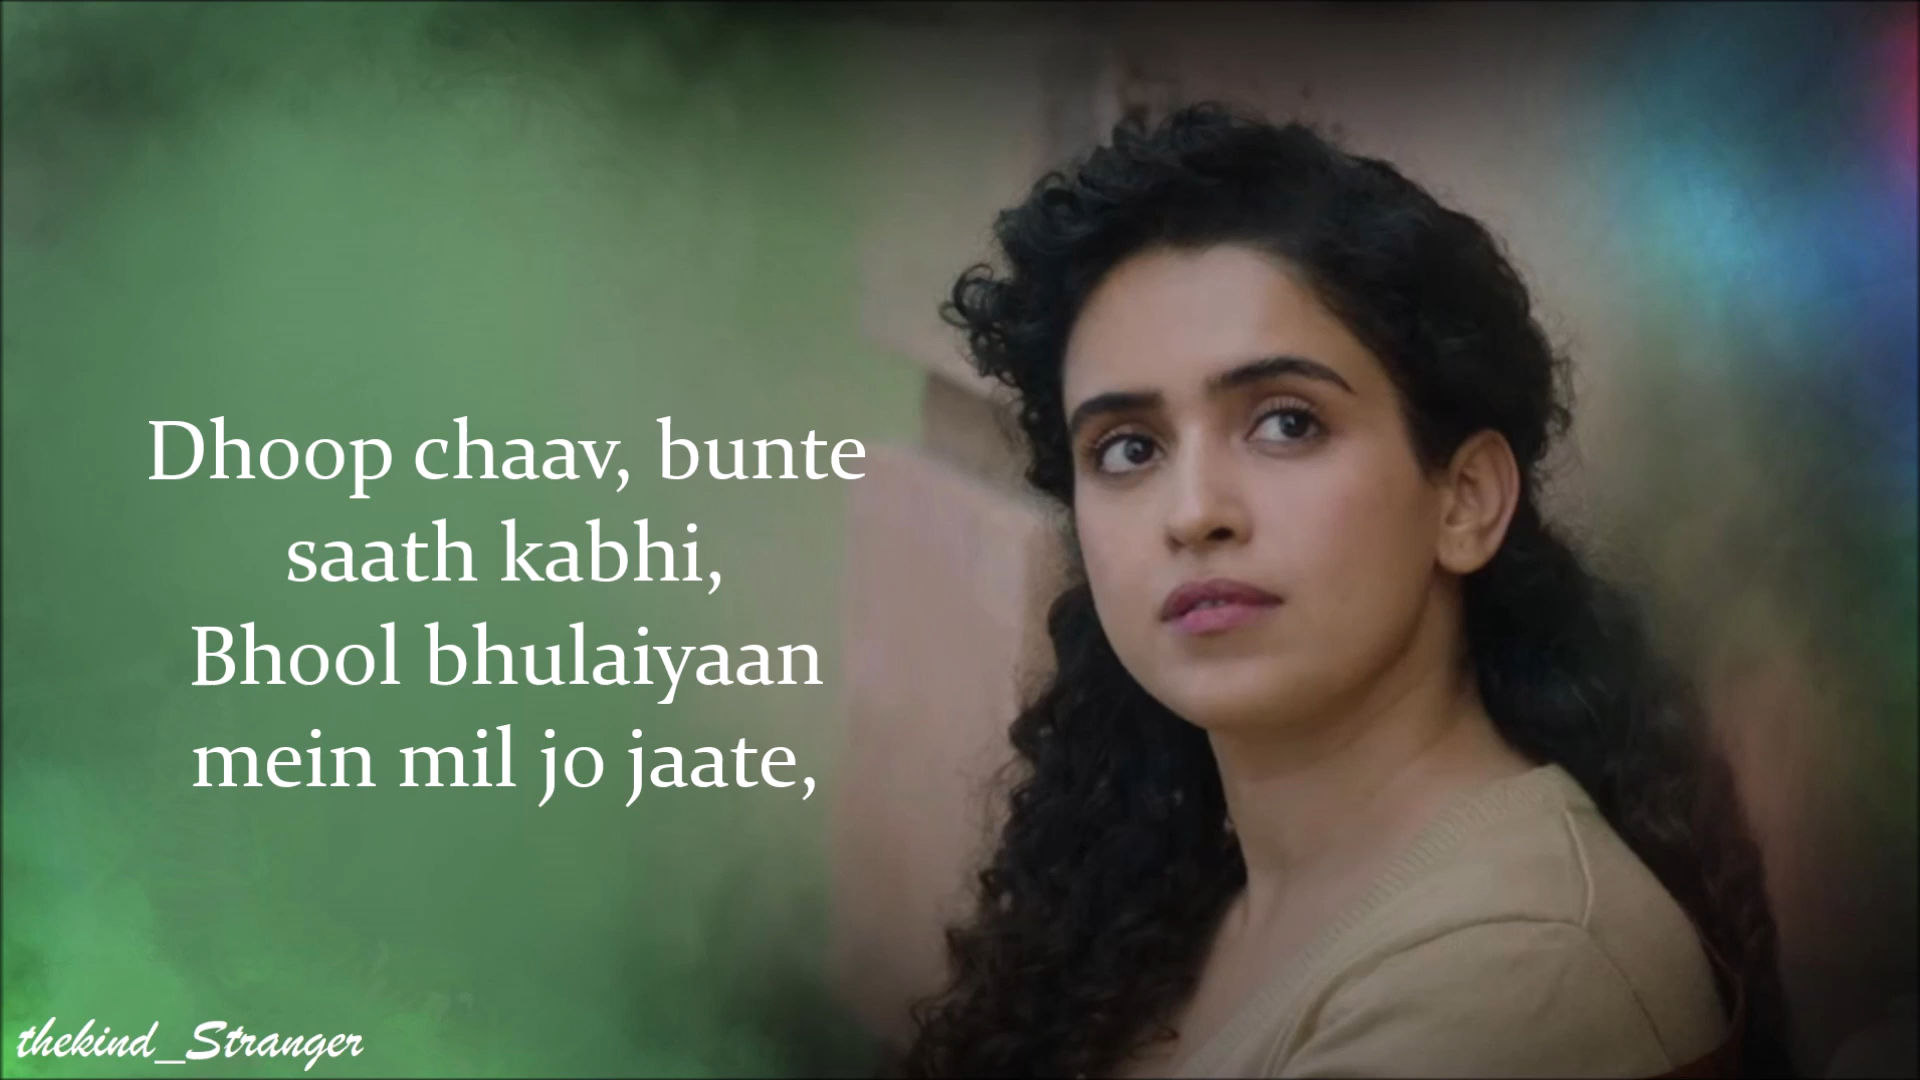 Dhoop chaav, bunte
saath kabhi,
Bhool bhulaiyaan
mein mil jo jaate,
thekind_Stranger